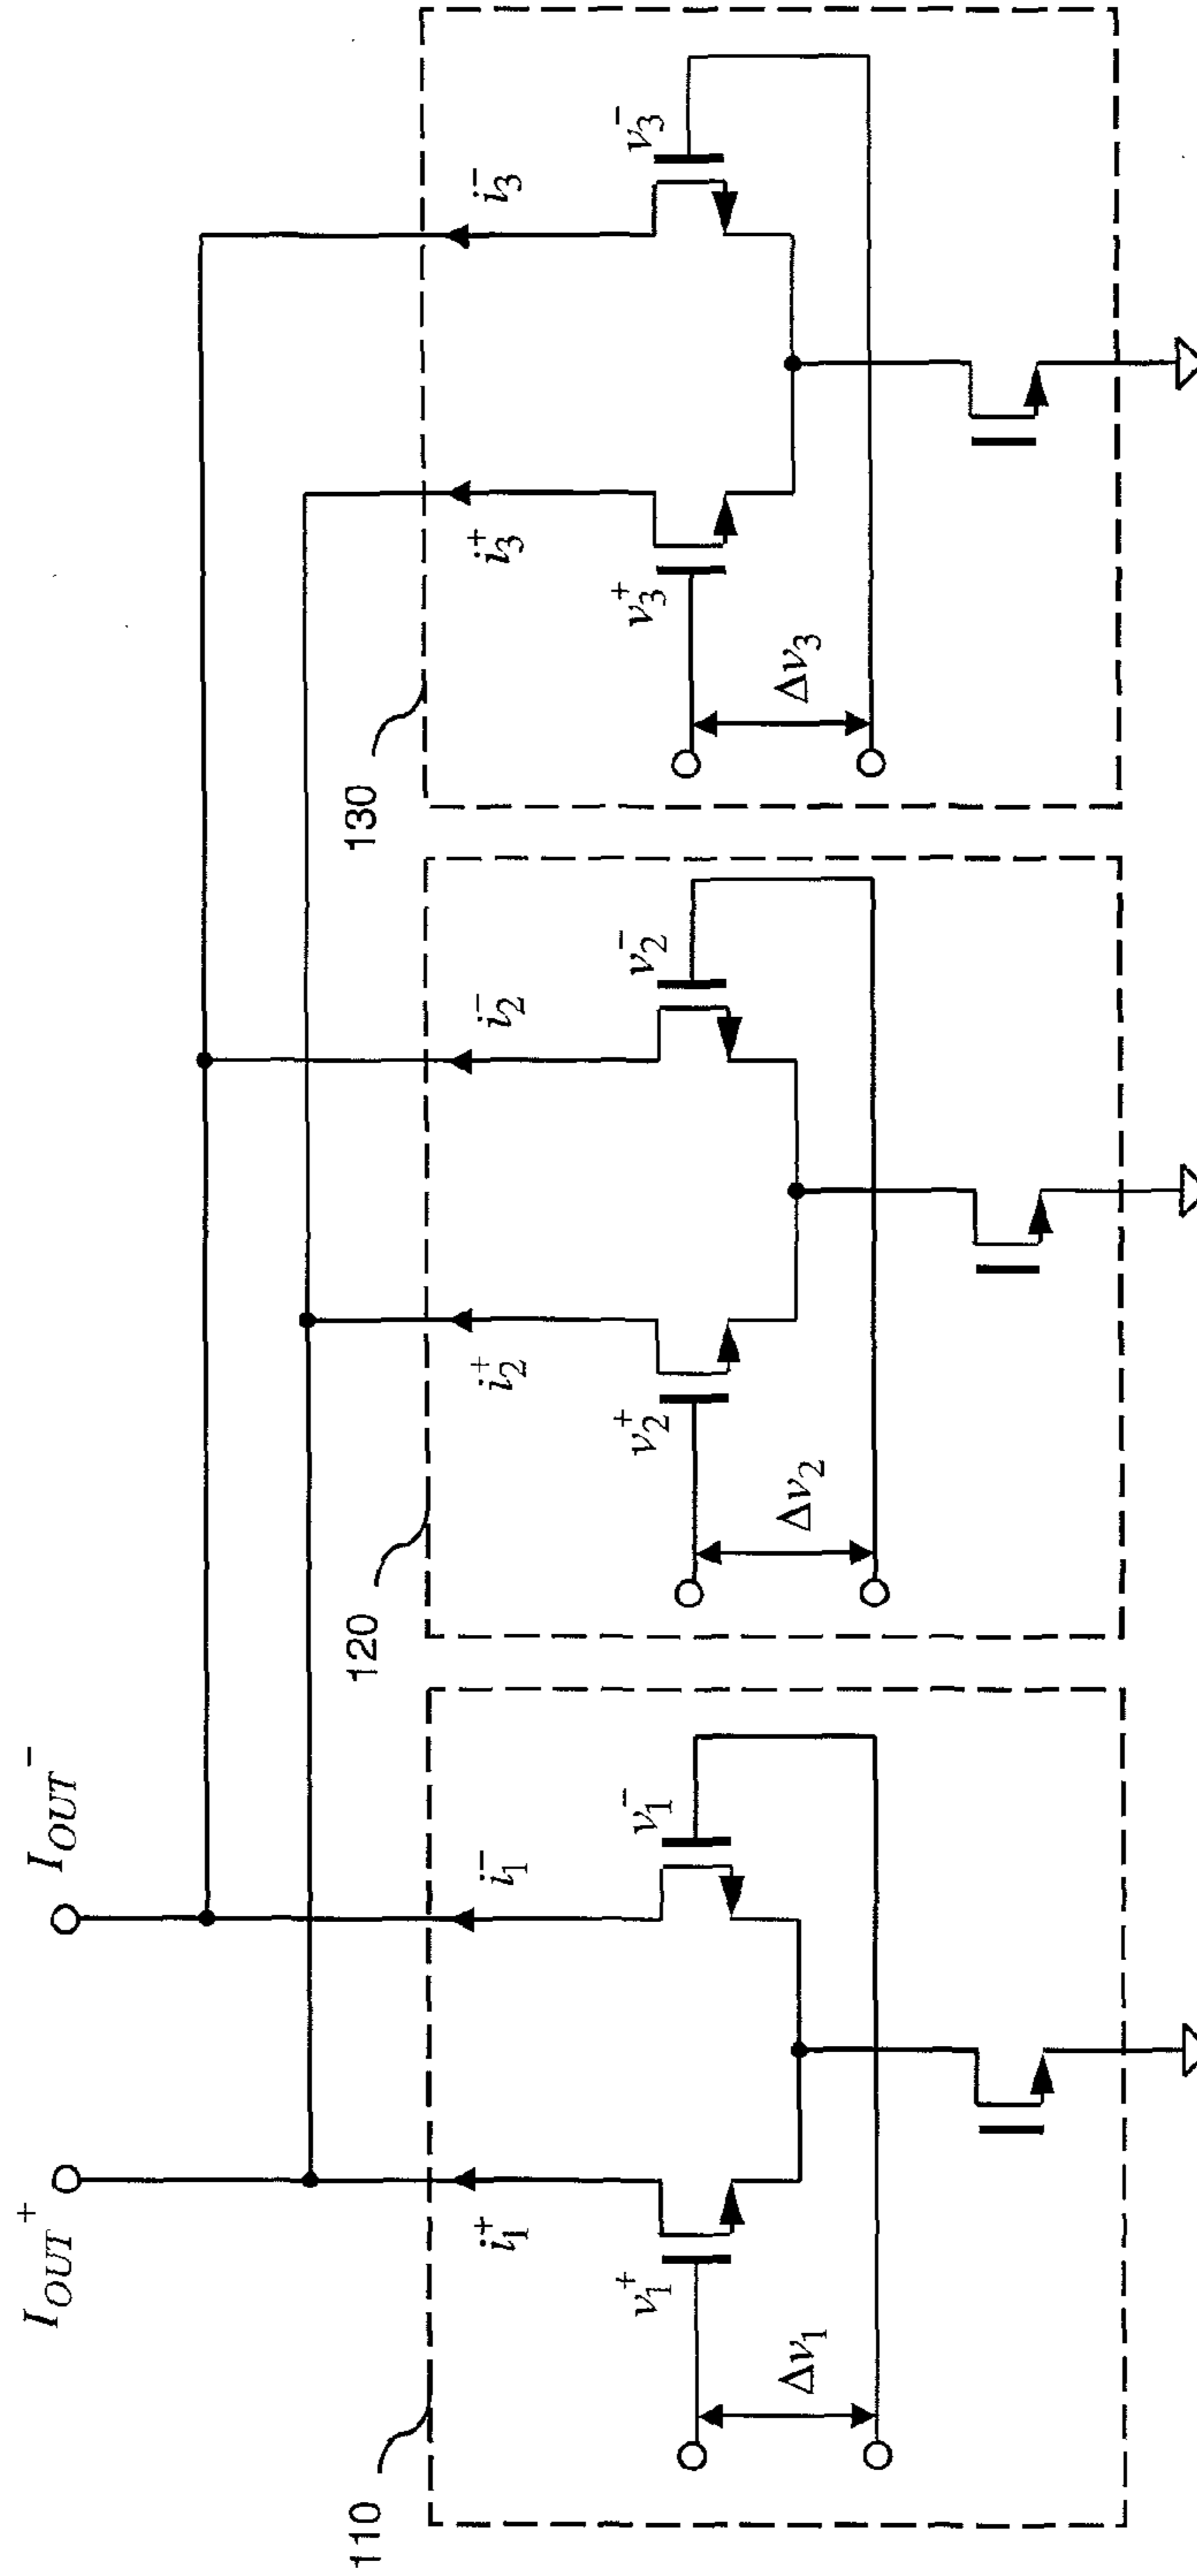 I_OUT^+ I_OUT^-
110 120 130
i_1^+ i_1^- i_2^+ i_2^- i_3^+ i_3^-
v_1^+ v_1^- v_2^+ v_2^- v_3^+ v_3^-
Δv_1 Δv_2 Δv_3